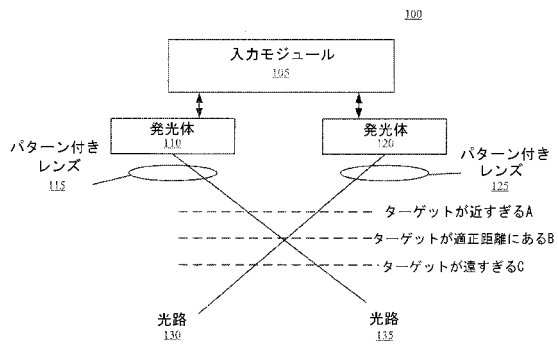 100
入力モジュール
105
発光体
110
発光体
120
パターン付き
レンズ
115
パターン付き
レンズ
125
ターゲットが近すぎるA
ターゲットが適正距離にあるB
ターゲットが遠すぎるC
光路
130
光路
135